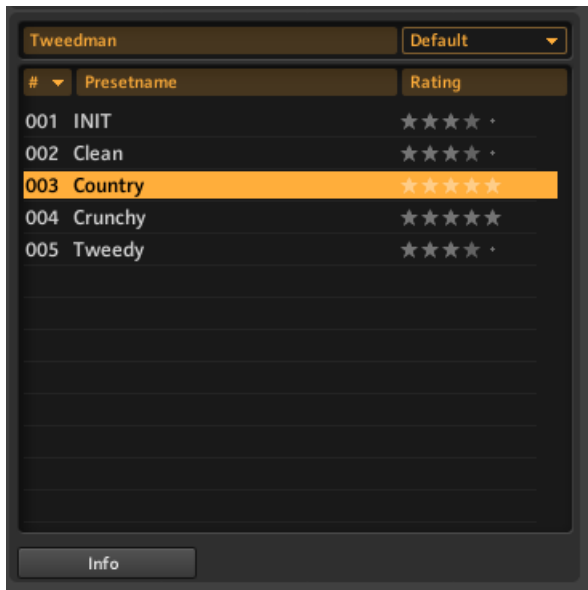 Tweedman Default
# Presetname Rating
001 INIT
002 Clean
003 Country
004 Crunchy
005 Tweedy
Info